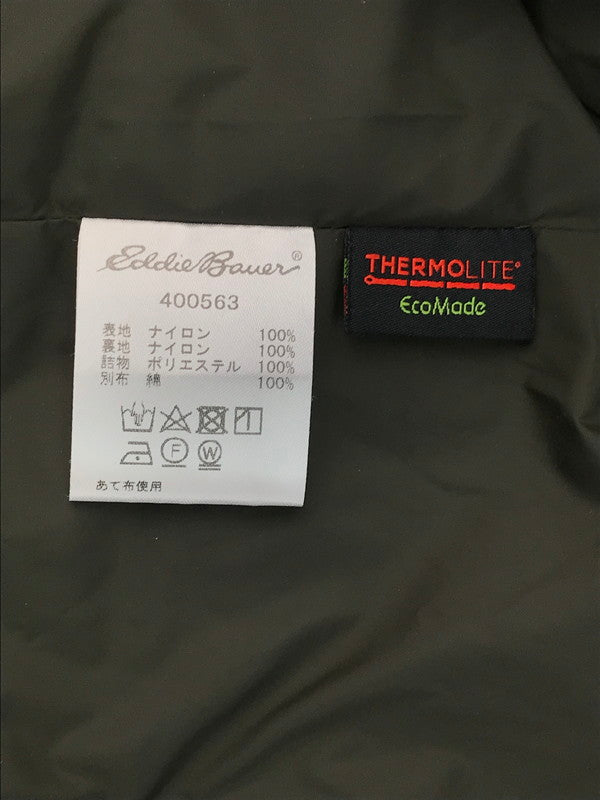 Eddie Bauer®
400563
表地 ナイロン 100%
裏地 ナイロン 100%
詰物 ポリエステル 100%
別布 綿 100%
F W
あて布使用
THERMOLITE®
EcoMade